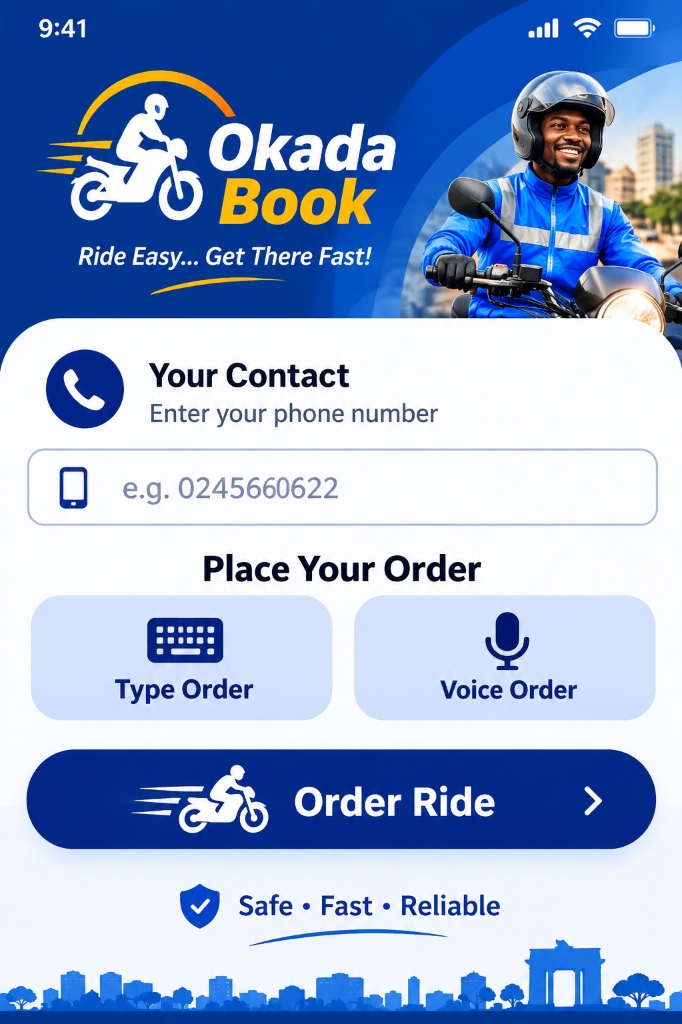 9:41
Okada
Book
Ride Easy... Get There Fast!
Your Contact
Enter your phone number
e.g. 0245660622
Place Your Order
Type Order
Voice Order
Order Ride
Safe • Fast • Reliable